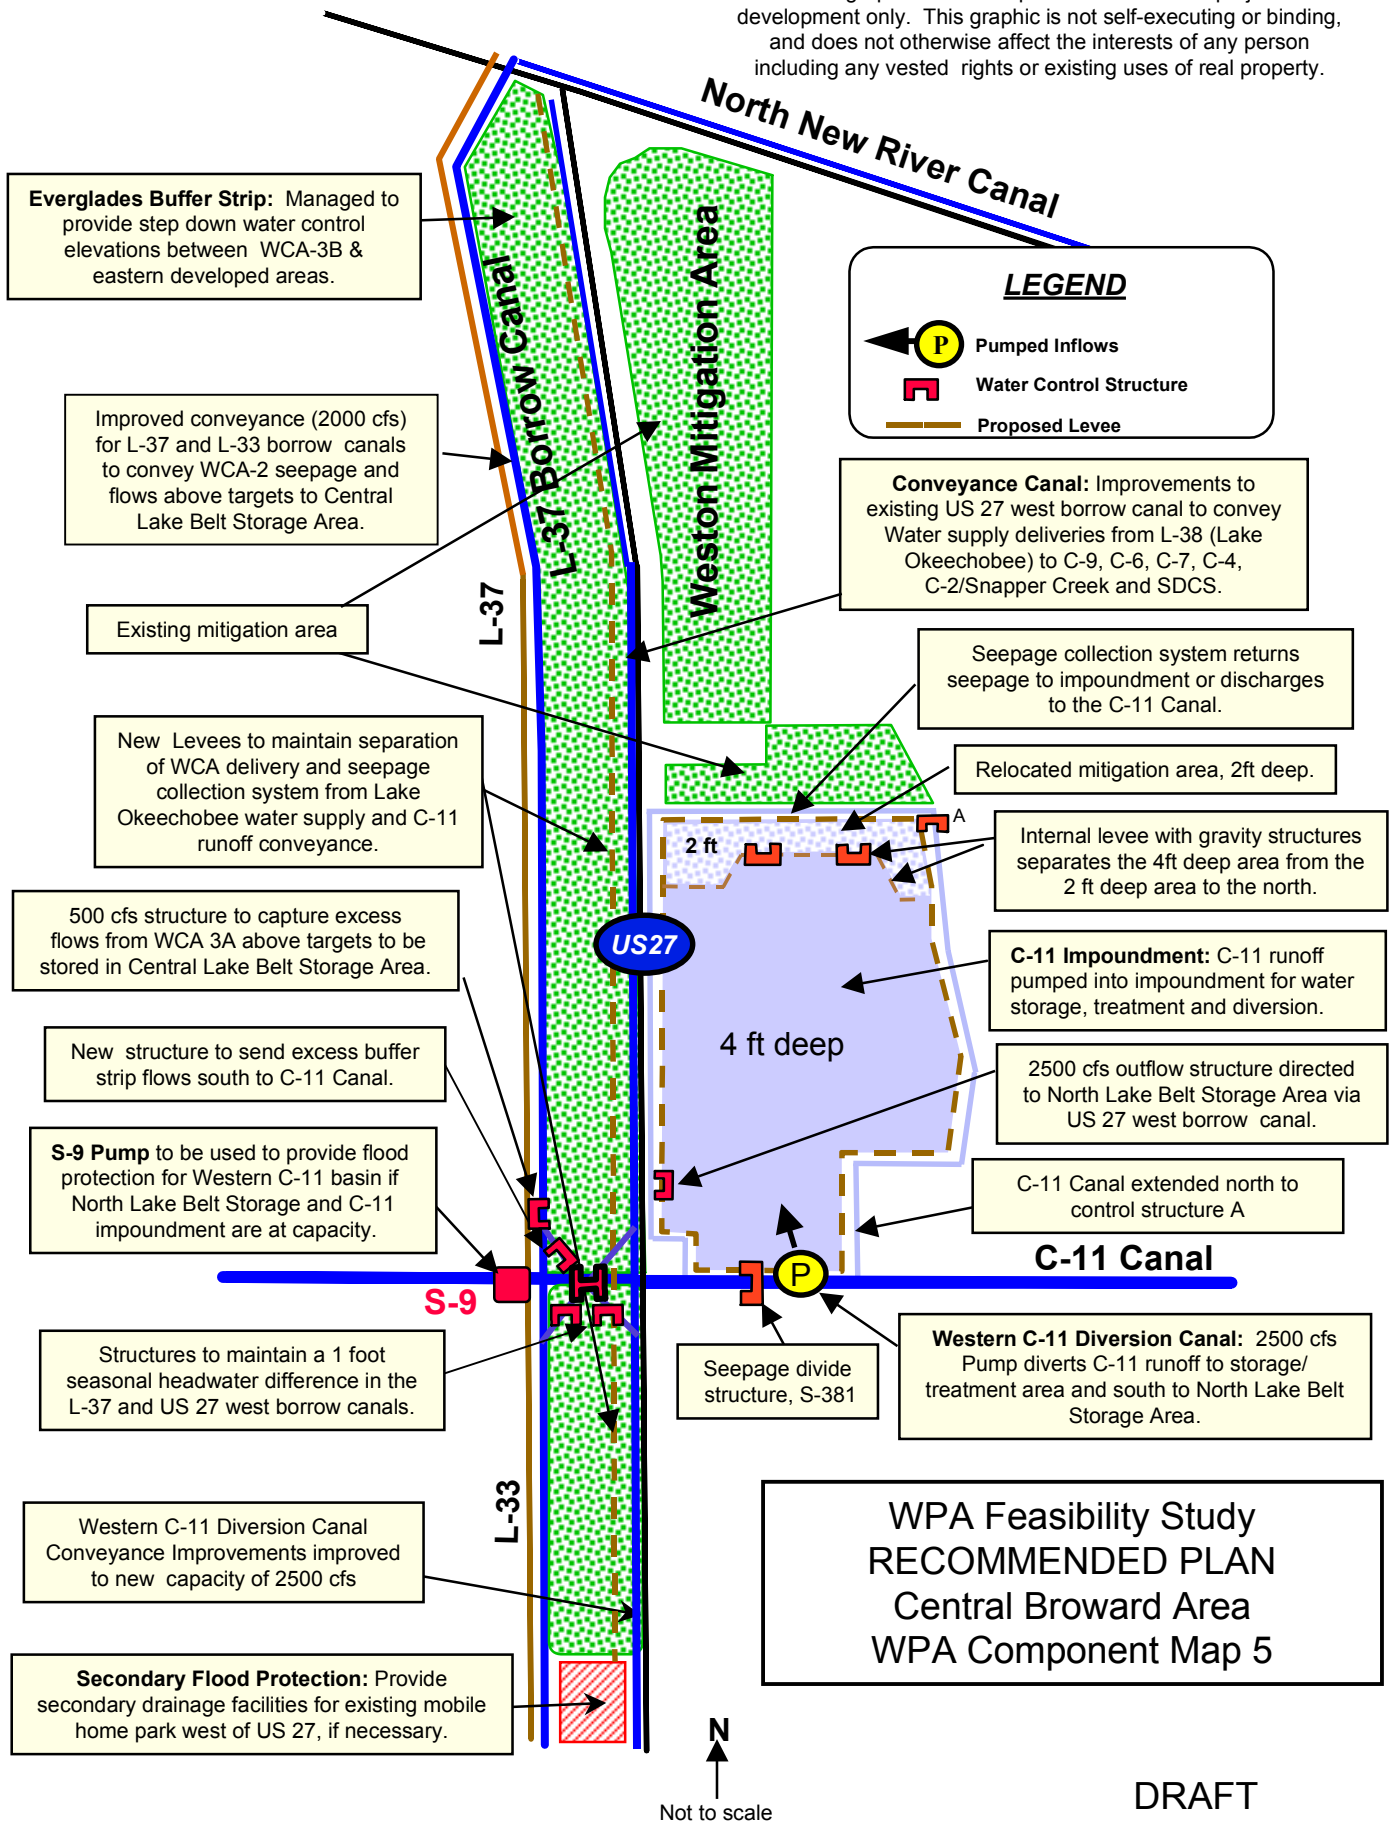 development only. This graphic is not self-executing or binding,
and does not otherwise affect the interests of any person
including any vested rights or existing uses of real property.
North New River Canal
Everglades Buffer Strip: Managed to
provide step down water control
elevations between WCA-3B &
eastern developed areas.
L-37 Borrow Canal
Weston Mitigation Area
LEGEND
P Pumped Inflows
Water Control Structure
Proposed Levee
Improved conveyance (2000 cfs)
for L-37 and L-33 borrow canals
to convey WCA-2 seepage and
flows above targets to Central
Lake Belt Storage Area.
Conveyance Canal: Improvements to
existing US 27 west borrow canal to convey
Water supply deliveries from L-38 (Lake
Okeechobee) to C-9, C-6, C-7, C-4,
C-2/Snapper Creek and SDCS.
L-37
Existing mitigation area
Seepage collection system returns
seepage to impoundment or discharges
to the C-11 Canal.
New Levees to maintain separation
of WCA delivery and seepage
collection system from Lake
Okeechobee water supply and C-11
runoff conveyance.
Relocated mitigation area, 2ft deep.
A
2 ft
Internal levee with gravity structures
separates the 4ft deep area from the
2 ft deep area to the north.
500 cfs structure to capture excess
flows from WCA 3A above targets to be
stored in Central Lake Belt Storage Area.
US27
C-11 Impoundment: C-11 runoff
pumped into impoundment for water
storage, treatment and diversion.
New structure to send excess buffer
strip flows south to C-11 Canal.
4 ft deep
2500 cfs outflow structure directed
to North Lake Belt Storage Area via
US 27 west borrow canal.
S-9 Pump to be used to provide flood
protection for Western C-11 basin if
North Lake Belt Storage and C-11
impoundment are at capacity.
C-11 Canal extended north to
control structure A
C-11 Canal
P
S-9
Structures to maintain a 1 foot
seasonal headwater difference in the
L-37 and US 27 west borrow canals.
Seepage divide
structure, S-381
Western C-11 Diversion Canal: 2500 cfs
Pump diverts C-11 runoff to storage/
treatment area and south to North Lake Belt
Storage Area.
L-33
Western C-11 Diversion Canal
Conveyance Improvements improved
to new capacity of 2500 cfs
WPA Feasibility Study
RECOMMENDED PLAN
Central Broward Area
WPA Component Map 5
Secondary Flood Protection: Provide
secondary drainage facilities for existing mobile
home park west of US 27, if necessary.
N
Not to scale
DRAFT